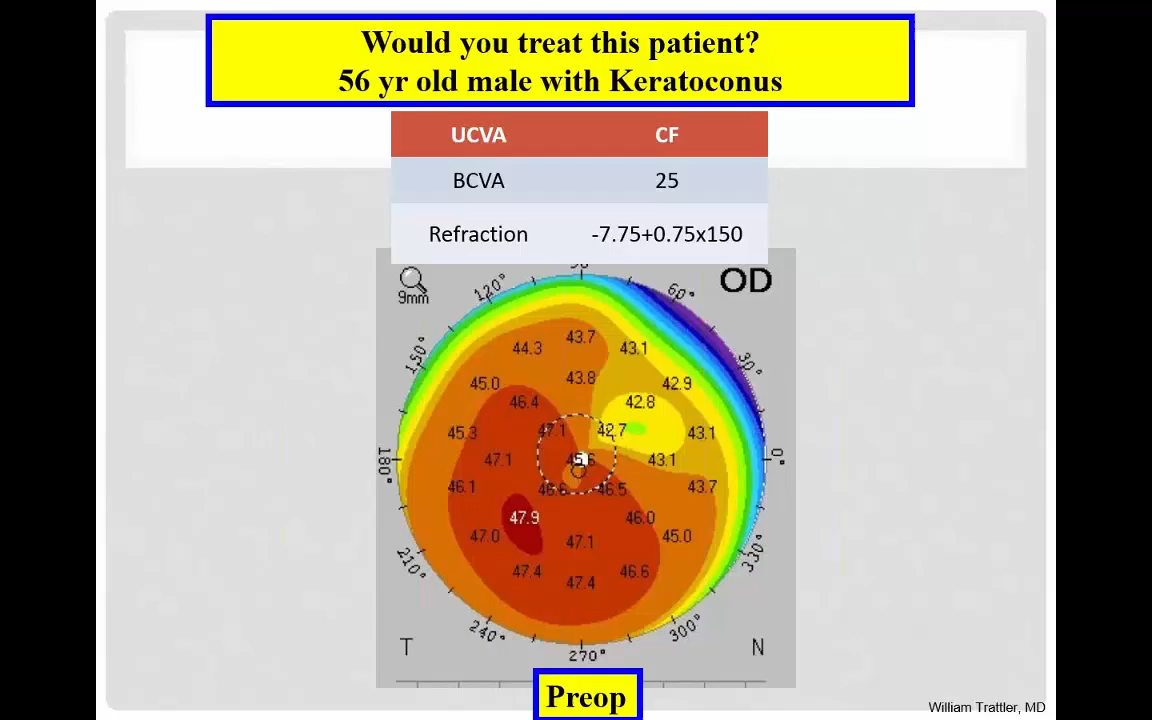 Would you treat this patient?
56 yr old male with Keratoconus
UCVA CF
BCVA 25
Refraction -7.75+0.75x150
OD
9mm
120° 60°
150° 30°
43.7
44.3 43.1
43.8
45.0 42.9
46.4 42.8
47.1 42.7
45.3 43.1
180° 47.1 45.6 43.1 0°
46.1 46.6 46.5 43.7
47.9 46.0
47.0 47.1 45.0
47.4 47.4 46.6
210° 330°
240° 300°
270°
T N
Preop
William Trattler, MD